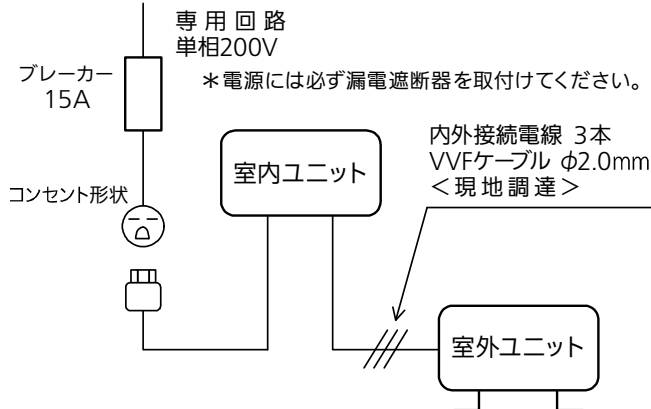 専用回路
単相200V
ブレーカー
15A
＊電源には必ず漏電遮断器を取付けてください。
内外接続電線 3本
VVFケーブル φ2.0mm
＜現地調達＞
室内ユニット
コンセント形状
室外ユニット